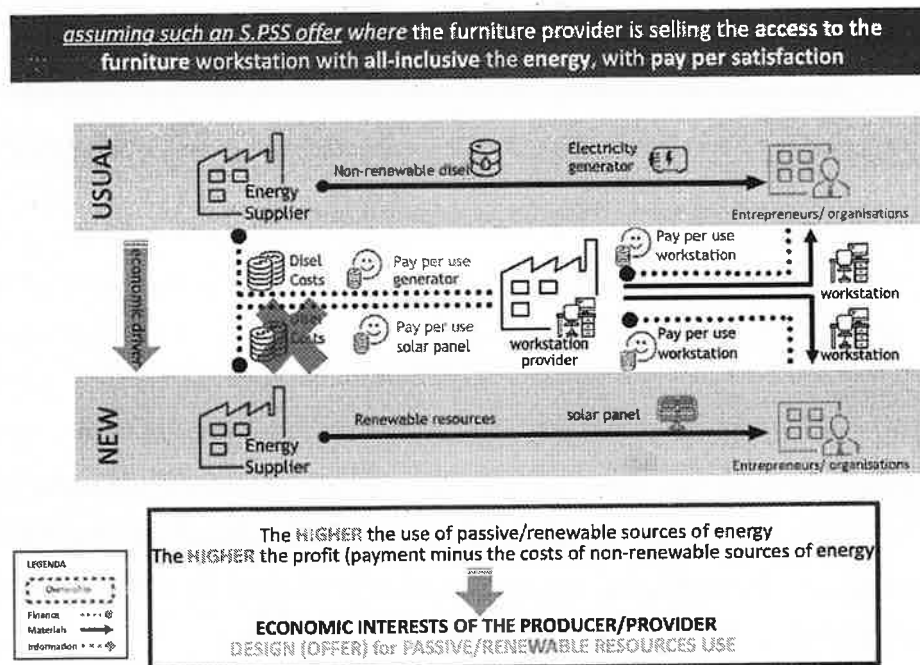 assuming such an S.PSS offer where the furniture provider is selling the access to the
furniture workstation with all-inclusive the energy, with pay per satisfaction
USUAL
Energy
Supplier
Non-renewable disel
Electricity
generator
Entrepreneurs/ organisations
economic driver
Disel
Costs
Pay per use
generator
Pay per use
workstation
workstation
Costs
Pay per use
solar panel
workstation
provider
Pay per use
workstation
workstation
NEW
Energy
Supplier
Renewable resources
solar panel
Entrepreneurs/ organisations
The HIGHER the use of passive/renewable sources of energy
The HIGHER the profit (payment minus the costs of non-renewable sources of energy
ECONOMIC INTERESTS OF THE PRODUCER/PROVIDER
DESIGN (OFFER) for PASSIVE/RENEWABLE RESOURCES USE
LEGENDA
Ownership
Finance
Materials
Information